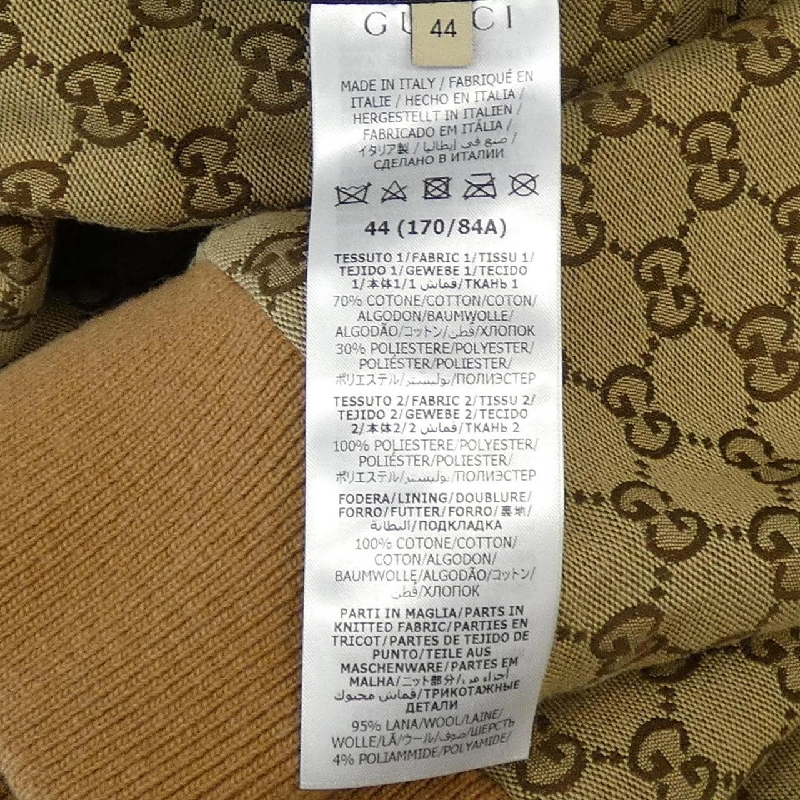 GUCCI
44
MADE IN ITALY / FABRIQUÉ EN
ITALIE / HECHO EN ITALIA /
HERGESTELLT IN ITALIEN /
FABRICADO EM ITÁLIA /
イタリア製 / صنع في إيطاليا /
СДЕЛАНО В ИТАЛИИ
44 (170/84A)
TESSUTO 1/FABRIC 1/TISSU 1/
TEJIDO 1/GEWEBE 1/TECIDO
1/本体1/قماش 1/ТКАНЬ 1
70% COTONE/COTTON/COTON/
ALGODON/BAUMWOLLE/
ALGODÃO/コットン/قطن/ХЛОПОК
30% POLIESTERE/POLYESTER/
POLIÉSTER/POLIESTER/
ポリエステル/بوليستر/ПОЛИЭСТЕР
TESSUTO 2/FABRIC 2/TISSU 2/
TEJIDO 2/GEWEBE 2/TECIDO
2/本体2/قماش 2/ТКАНЬ 2
100% POLIESTERE/POLYESTER/
POLIÉSTER/POLIESTER/
ポリエステル/بوليستر/ПОЛИЭСТЕР
FODERA/LINING/DOUBLURE/
FORRO/FUTTER/FORRO/裏地/
البطانة/ПОДКЛАДКА
100% COTONE/COTTON/
COTON/ALGODON/
BAUMWOLLE/ALGODÃO/コットン/
قطن/ХЛОПОК
PARTI IN MAGLIA/PARTS IN
KNITTED FABRIC/PARTIES EN
TRICOT/PARTES DE TEJIDO DE
PUNTO/TEILE AUS
MASCHENWARE/PARTES EM
MALHA/ニット部分/أجزاء من
قماش محبوك/ТРИКОТАЖНЫЕ
ДЕТАЛИ
95% LANA/WOOL/LAINE/
WOLLE/LÃ/ウール/صوف/ШЕРСТЬ
4% POLIAMMIDE/POLYAMIDE/